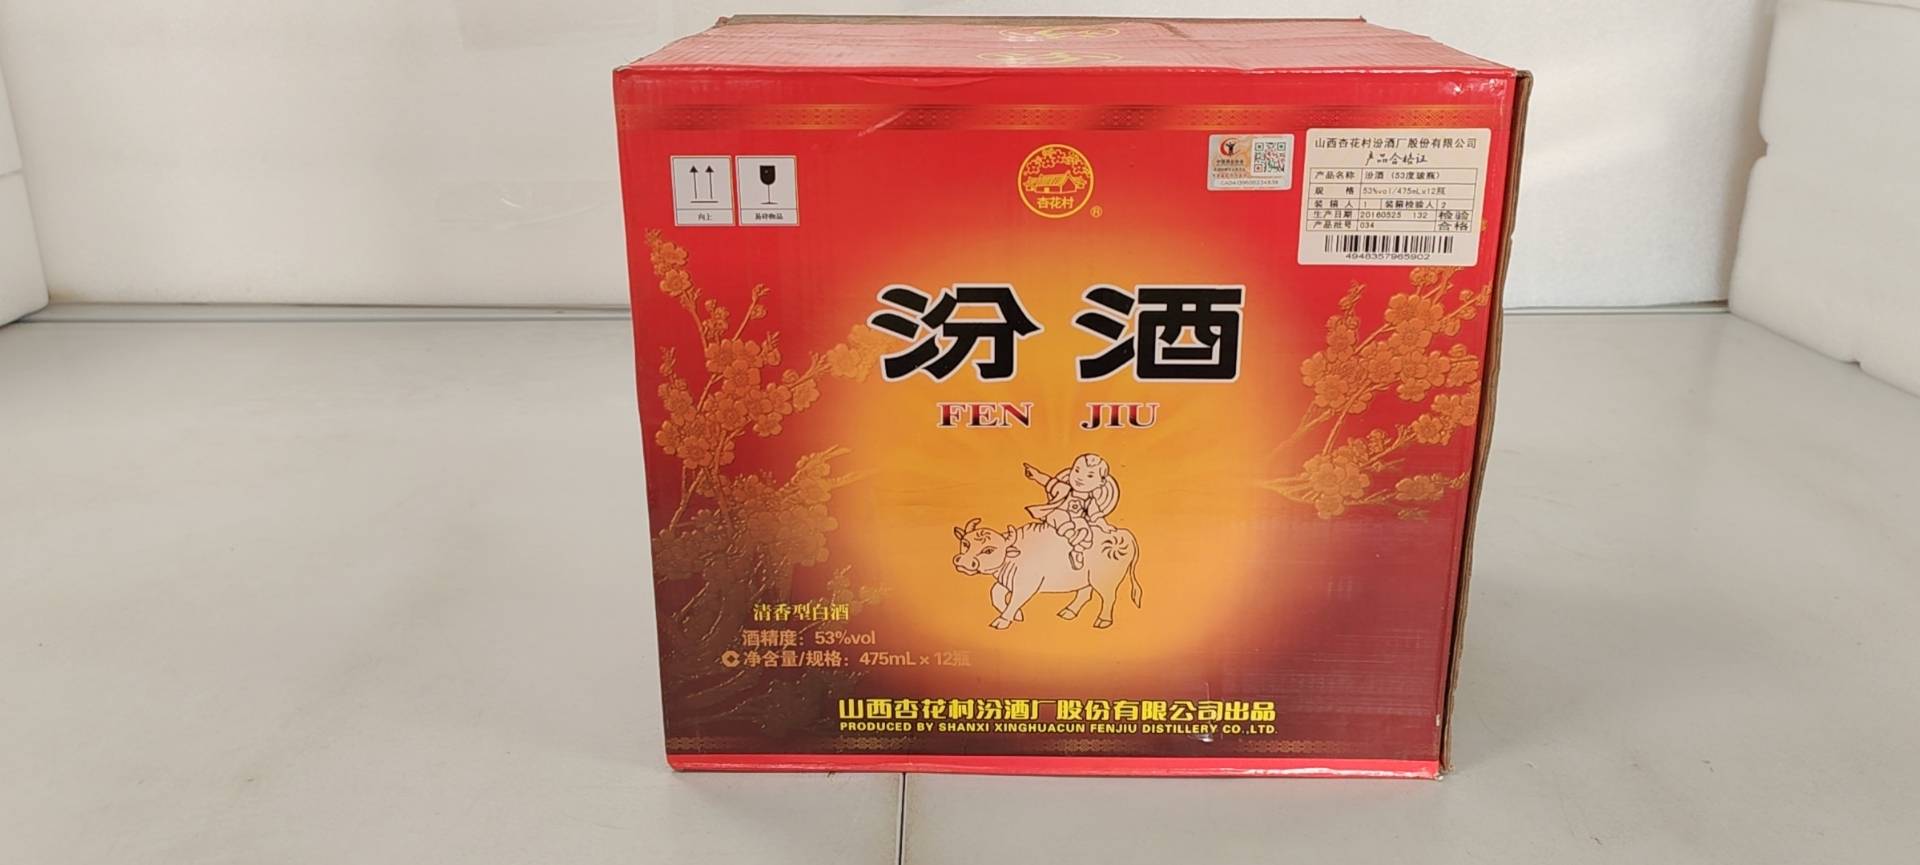 向上
易碎物品
杏花村
®
山西杏花村汾酒厂股份有限公司
产品合格证
产品名称 汾酒（53度玻瓶）
规 格 53%vol/475mLx12瓶
装箱人 1 装箱检验人 2
生产日期 20160525 132 检验
产品批号 034 合格
4948357965902
汾酒
FEN JIU
清香型白酒
酒精度：53%vol
净含量/规格：475mL x 12瓶
山西杏花村汾酒厂股份有限公司出品
PRODUCED BY SHANXI XINGHUACUN FENJIU DISTILLERY CO.,LTD.